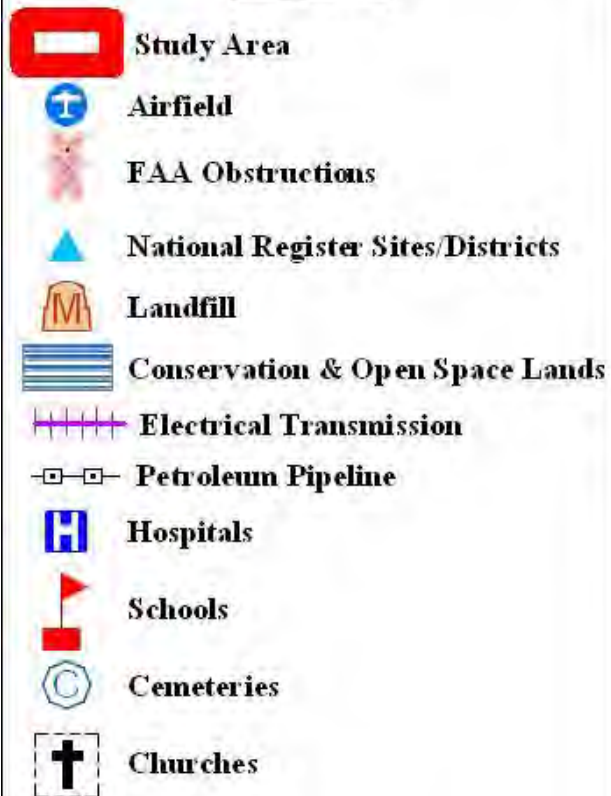 Study Area
Airfield
FAA Obstructions
National Register Sites/Districts
M Landfill
Conservation & Open Space Lands
Electrical Transmission
Petroleum Pipeline
H Hospitals
Schools
C Cemeteries
Churches